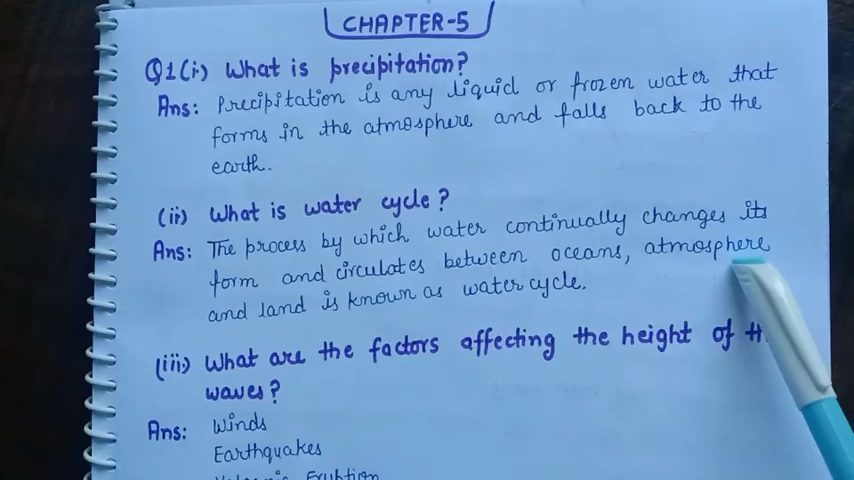 CHAPTER-5
Q1(i) What is precipitation?
Ans: Precipitation is any liquid or frozen water that
forms in the atmosphere and falls back to the
earth.
(ii) What is water cycle?
Ans: The process by which water continually changes its
form and circulates between oceans, atmosphere
and land is known as water cycle.
(iii) What are the factors affecting the height of
waves?
Ans: Winds
Earthquakes
Eruption